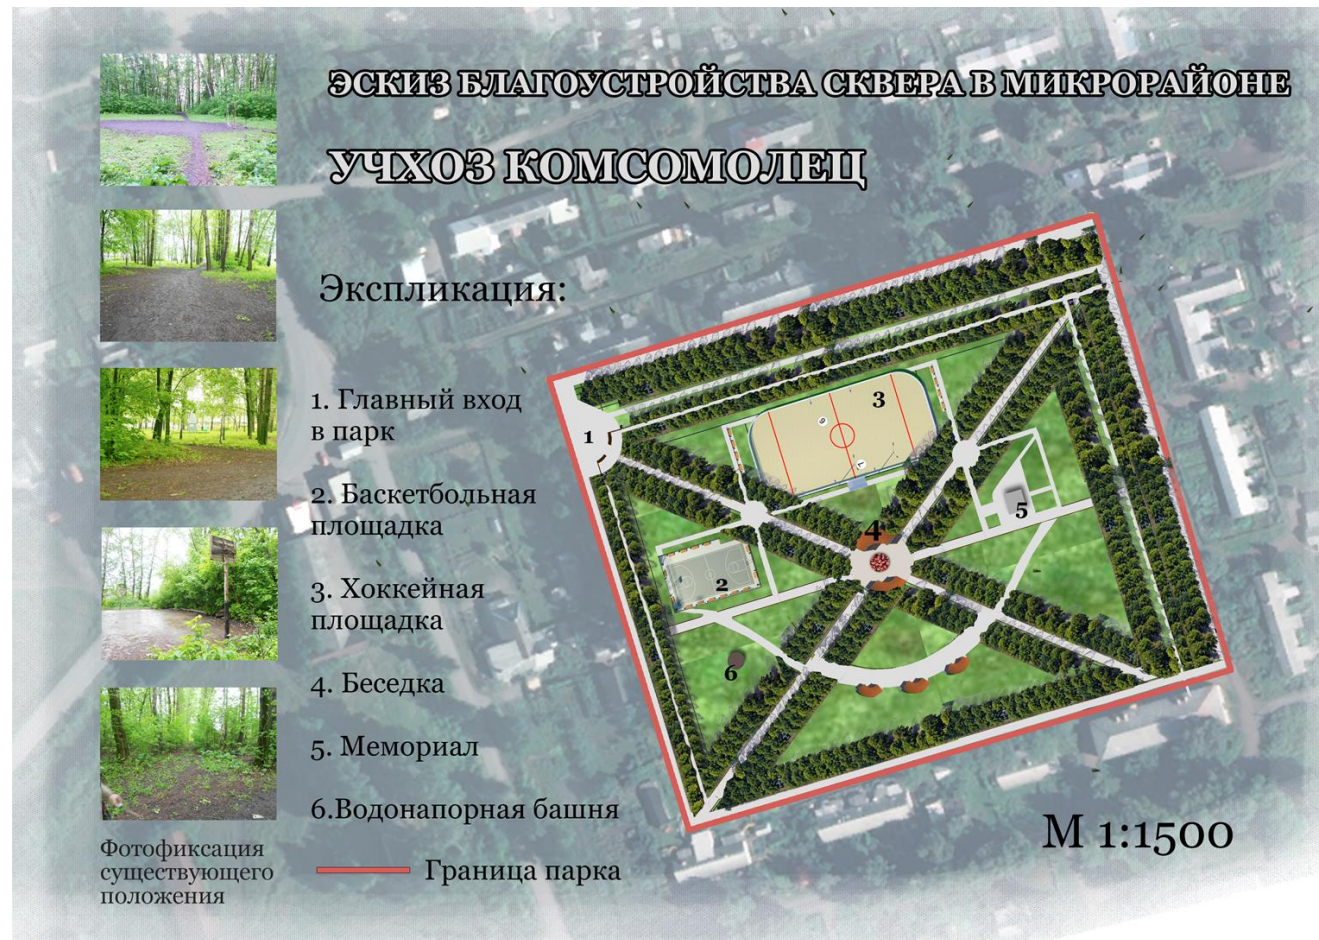 ЭСКИЗ БЛАГОУСТРОЙСТВА СКВЕРА В МИКРОРАЙОНЕ
УЧХОЗ КОМСОМОЛЕЦ
Экспликация:
1. Главный вход
в парк
2. Баскетбольная
площадка
3. Хоккейная
площадка
4. Беседка
5. Мемориал
6.Водонапорная башня
Граница парка
Фотофиксация
существующего
положения
1
2
3
4
5
6
М 1:1500